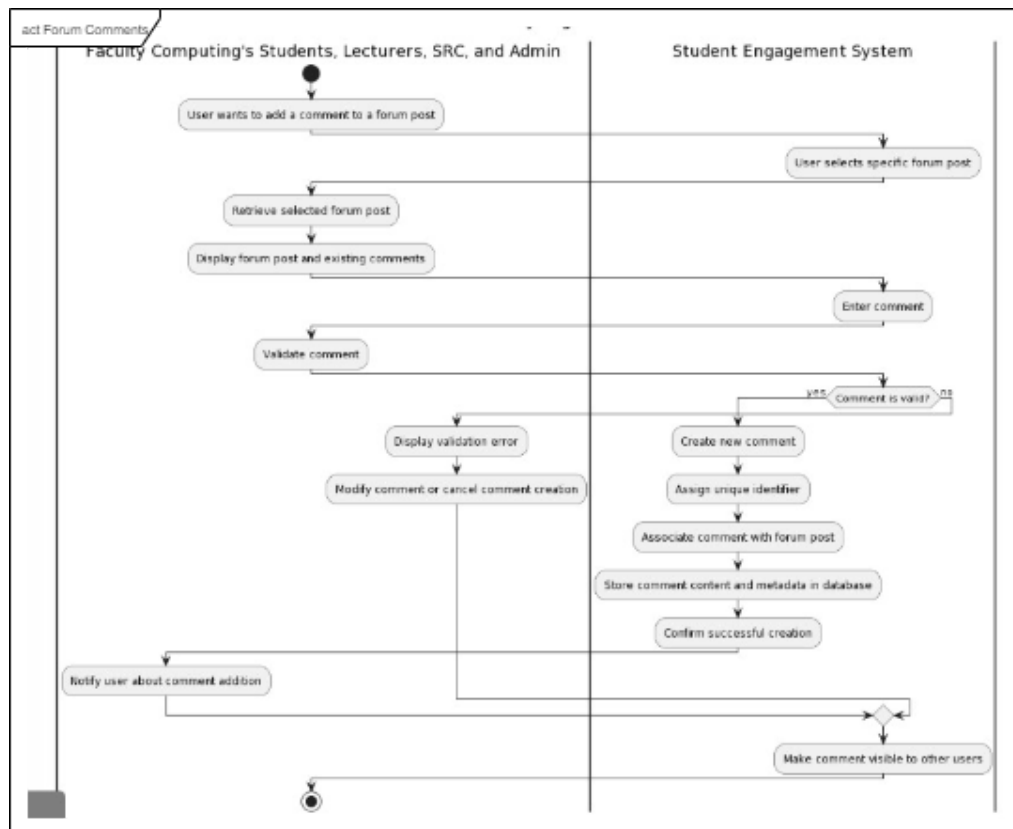 act Forum Comments
Faculty Computing's Students, Lecturers, SRC, and Admin
Student Engagement System
User wants to add a comment to a forum post
User selects specific forum post
Retrieve selected forum post
Display forum post and existing comments
Enter comment
Validate comment
yes
Comment is valid?
no
Display validation error
Create new comment
Modify comment or cancel comment creation
Assign unique identifier
Associate comment with forum post
Store comment content and metadata in database
Confirm successful creation
Notify user about comment addition
Make comment visible to other users